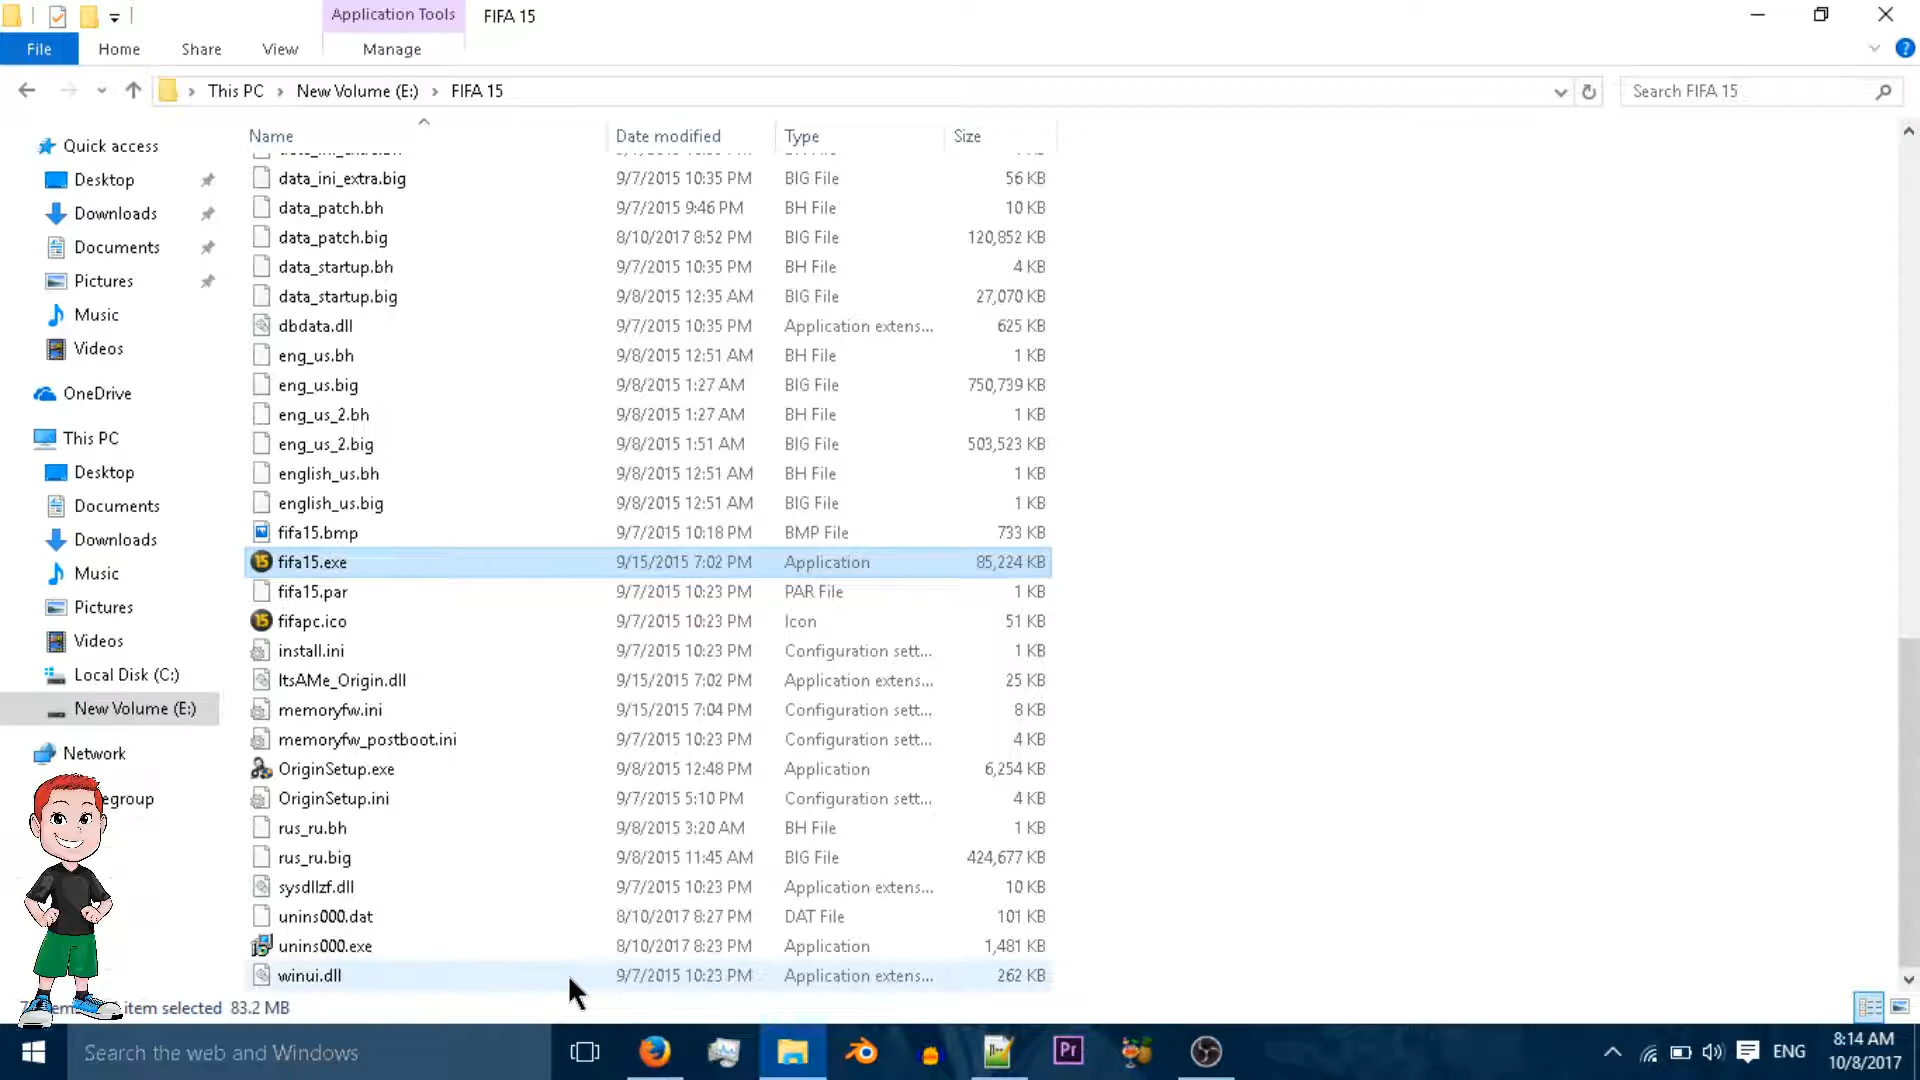 Application Tools FIFA 15
File Home Share View Manage
This PC New Volume (E:) FIFA 15 Search FIFA 15
Name Date modified Type Size
Quick access
Desktop
Downloads
Documents
Pictures
Music
Videos
OneDrive
This PC
Desktop
Documents
Downloads
Music
Pictures
Videos
Local Disk (C:)
New Volume (E:)
Network
egroup
data_ini_extra.big 9/7/2015 10:35 PM BIG File 56 KB
data_patch.bh 9/7/2015 9:46 PM BH File 10 KB
data_patch.big 8/10/2017 8:52 PM BIG File 120,852 KB
data_startup.bh 9/7/2015 10:35 PM BH File 4 KB
data_startup.big 9/8/2015 12:35 AM BIG File 27,070 KB
dbdata.dll 9/7/2015 10:35 PM Application extens... 625 KB
eng_us.bh 9/8/2015 12:51 AM BH File 1 KB
eng_us.big 9/8/2015 1:27 AM BIG File 750,739 KB
eng_us_2.bh 9/8/2015 1:27 AM BH File 1 KB
eng_us_2.big 9/8/2015 1:51 AM BIG File 503,523 KB
english_us.bh 9/8/2015 12:51 AM BH File 1 KB
english_us.big 9/8/2015 12:51 AM BIG File 1 KB
fifa15.bmp 9/7/2015 10:18 PM BMP File 733 KB
15 fifa15.exe 9/15/2015 7:02 PM Application 85,224 KB
fifa15.par 9/7/2015 10:23 PM PAR File 1 KB
15 fifapc.ico 9/7/2015 10:23 PM Icon 51 KB
install.ini 9/7/2015 10:23 PM Configuration sett... 1 KB
ItsAMe_Origin.dll 9/15/2015 7:02 PM Application extens... 25 KB
memoryfw.ini 9/15/2015 7:04 PM Configuration sett... 8 KB
memoryfw_postboot.ini 9/7/2015 10:23 PM Configuration sett... 4 KB
OriginSetup.exe 9/8/2015 12:48 PM Application 6,254 KB
OriginSetup.ini 9/7/2015 5:10 PM Configuration sett... 4 KB
rus_ru.bh 9/8/2015 3:20 AM BH File 1 KB
rus_ru.big 9/8/2015 11:45 AM BIG File 424,677 KB
sysdllzf.dll 9/7/2015 10:23 PM Application extens... 10 KB
unins000.dat 8/10/2017 8:27 PM DAT File 101 KB
unins000.exe 8/10/2017 8:23 PM Application 1,481 KB
winui.dll 9/7/2015 10:23 PM Application extens... 262 KB
item selected 83.2 MB
Search the web and Windows Pr ENG 8:14 AM
10/8/2017